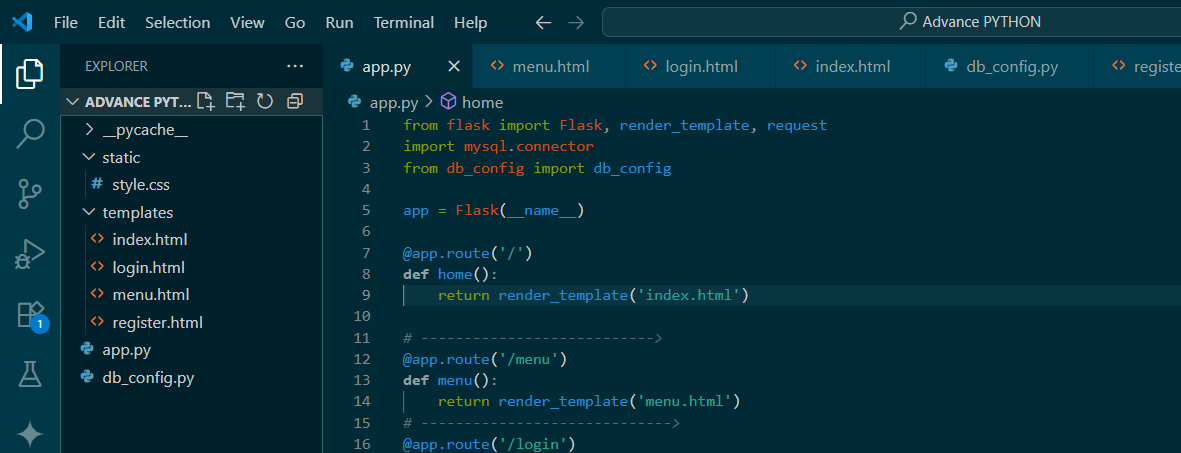 File Edit Selection View Go Run Terminal Help
Advance PYTHON
EXPLORER
ADVANCE PYT...
__pycache__
static
# style.css
templates
index.html
login.html
menu.html
register.html
app.py
db_config.py
1
app.py menu.html login.html index.html db_config.py registe
app.py > home
1 from flask import Flask, render_template, request
2 import mysql.connector
3 from db_config import db_config
4
5 app = Flask(__name__)
6
7 @app.route('/')
8 def home():
9 return render_template('index.html')
10
11 # --------------------------->
12 @app.route('/menu')
13 def menu():
14 return render_template('menu.html')
15 # ----------------------------->
16 @app.route('/login')